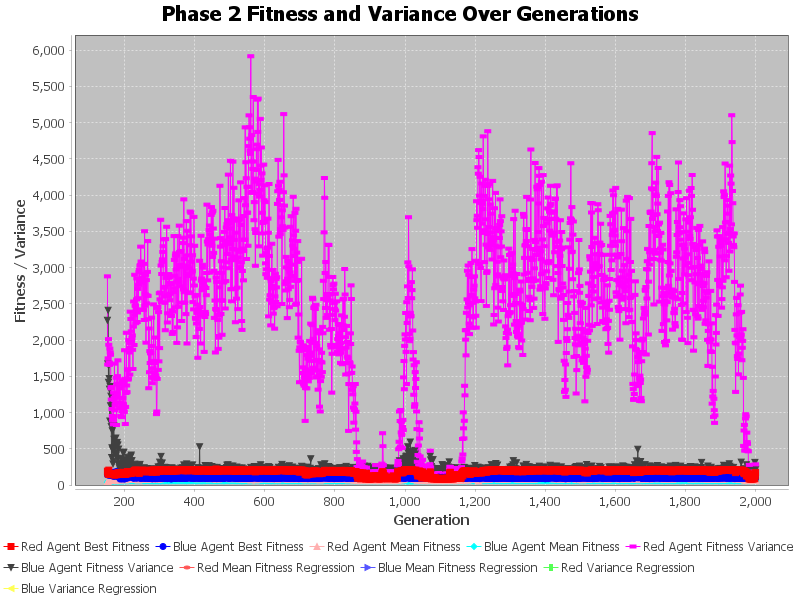 Phase 2 Fitness and Variance Over Generations
6,000
5,500
5,000
4,500
4,000
3,500
3,000
2,500
2,000
1,500
1,000
500
0
Fitness / Variance
200 400 600 800 1,000 1,200 1,400 1,600 1,800 2,000
Generation
Red Agent Best Fitness Blue Agent Best Fitness Red Agent Mean Fitness Blue Agent Mean Fitness Red Agent Fitness Variance
Blue Agent Fitness Variance Red Mean Fitness Regression Blue Mean Fitness Regression Red Variance Regression
Blue Variance Regression